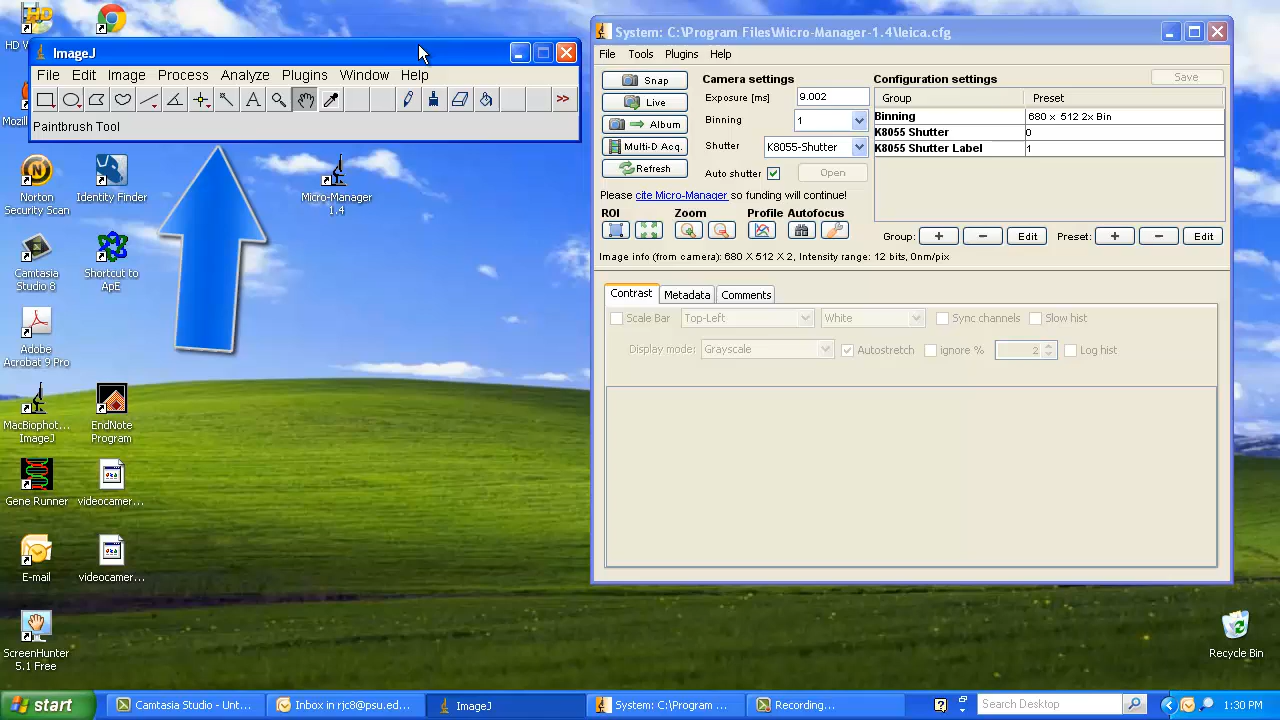 HD
HD V
Mozill
ImageJ
File Edit Image Process Analyze Plugins Window Help
A
>>
Paintbrush Tool
Norton Security Scan
Identity Finder
Micro-Manager 1.4
Camtasia Studio 8
Shortcut to ApE
Adobe Acrobat 9 Pro
MacBiophot... ImageJ
EndNote Program
Gene Runner
videocamer...
E-mail
videocamer...
ScreenHunter 5.1 Free
Recycle Bin
System: C:\Program Files\Micro-Manager-1.4\leica.cfg
File Tools Plugins Help
Snap
Live
Album
Multi-D Acq.
Refresh
Camera settings
Exposure [ms] 9.002
Binning 1
Shutter K8055-Shutter
Auto shutter Open
Configuration settings Save
Group Preset
Binning 680 x 512 2x Bin
K8055 Shutter 0
K8055 Shutter Label 1
Please cite Micro-Manager so funding will continue!
ROI Zoom Profile Autofocus
Group: + - Edit Preset: + - Edit
Image info (from camera): 680 X 512 X 2, Intensity range: 12 bits, 0nm/pix
Contrast Metadata Comments
Scale Bar Top-Left White Sync channels Slow hist
Display mode: Grayscale Autostretch ignore % 2 Log hist
start
Camtasia Studio - Unt...
Inbox in rjc8@psu.ed...
ImageJ
System: C:\Program ...
Recording...
Search Desktop
1:30 PM